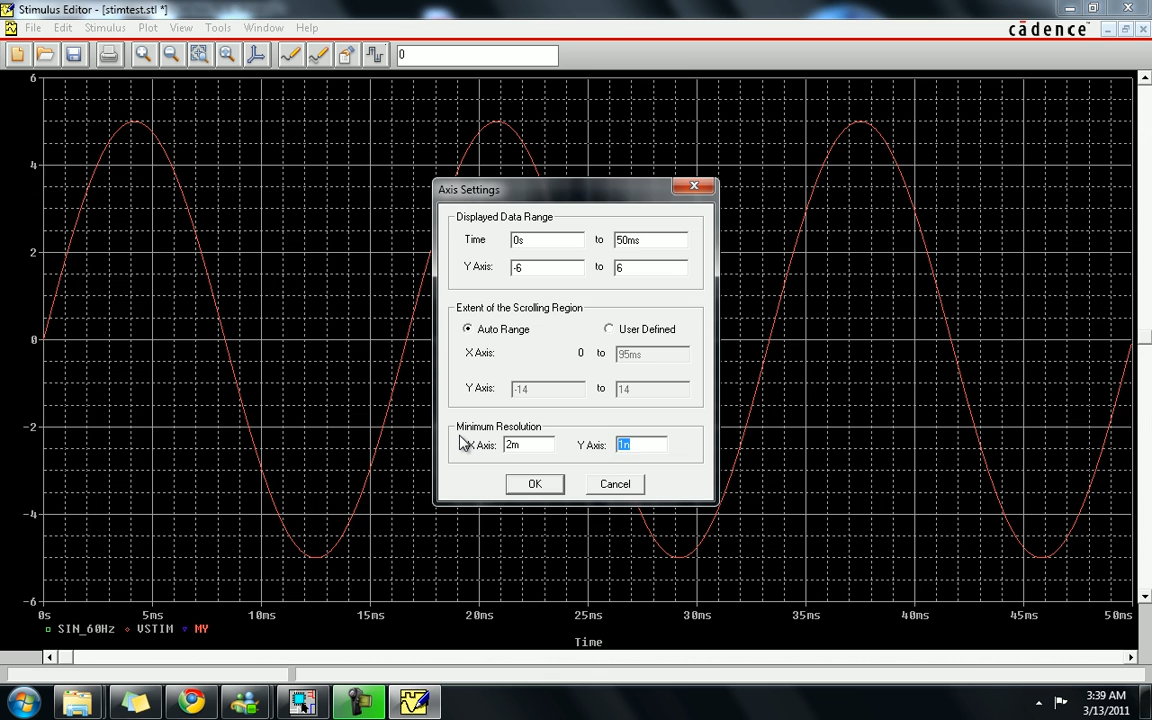 Stimulus Editor - [stimtest.stl *]
File Edit Stimulus Plot View Tools Window Help
cādence™
0
6
4
2
0
-2
-4
-6
Axis Settings
Displayed Data Range
Time 0s to 50ms
Y Axis: -6 to 6
Extent of the Scrolling Region
Auto Range User Defined
X Axis: 0 to 95ms
Y Axis: -14 to 14
Minimum Resolution
X Axis: 2m Y Axis: 1n
OK Cancel
0s 5ms 10ms 15ms 20ms 25ms 30ms 35ms 40ms 45ms 50ms
SIN_60Hz VSTIM MY
Time
3:39 AM
3/13/2011